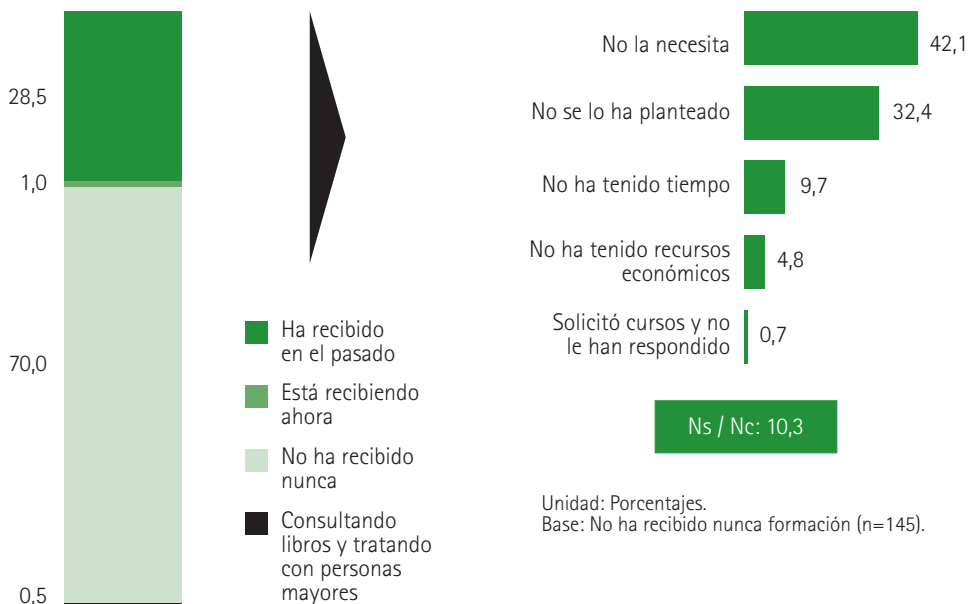 28,5
1,0
70,0
0,5
Ha recibido
en el pasado
Está recibiendo
ahora
No ha recibido
nunca
Consultando
libros y tratando
con personas
mayores
No la necesita
42,1
No se lo ha planteado
32,4
No ha tenido tiempo
9,7
No ha tenido recursos
económicos
4,8
Solicitó cursos y no
le han respondido
0,7
Ns / Nc: 10,3
Unidad: Porcentajes.
Base: No ha recibido nunca formación (n=145).